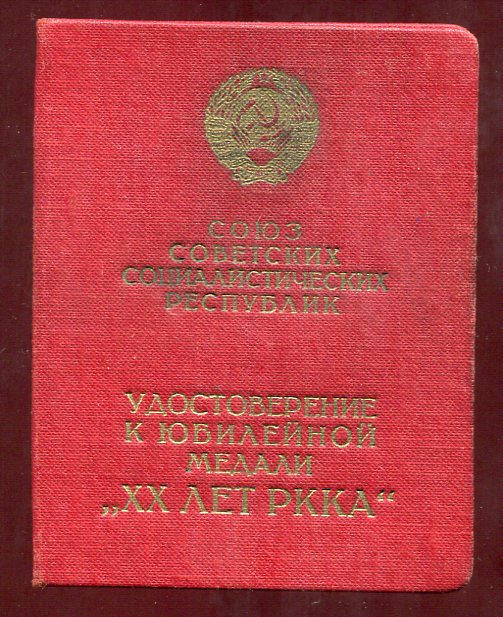 СОЮЗ
СОВЕТСКИХ
СОЦИАЛИСТИЧЕСКИХ
РЕСПУБЛИК
УДОСТОВЕРЕНИЕ
К ЮБИЛЕЙНОЙ
МЕДАЛИ
„XX ЛЕТ РККА“